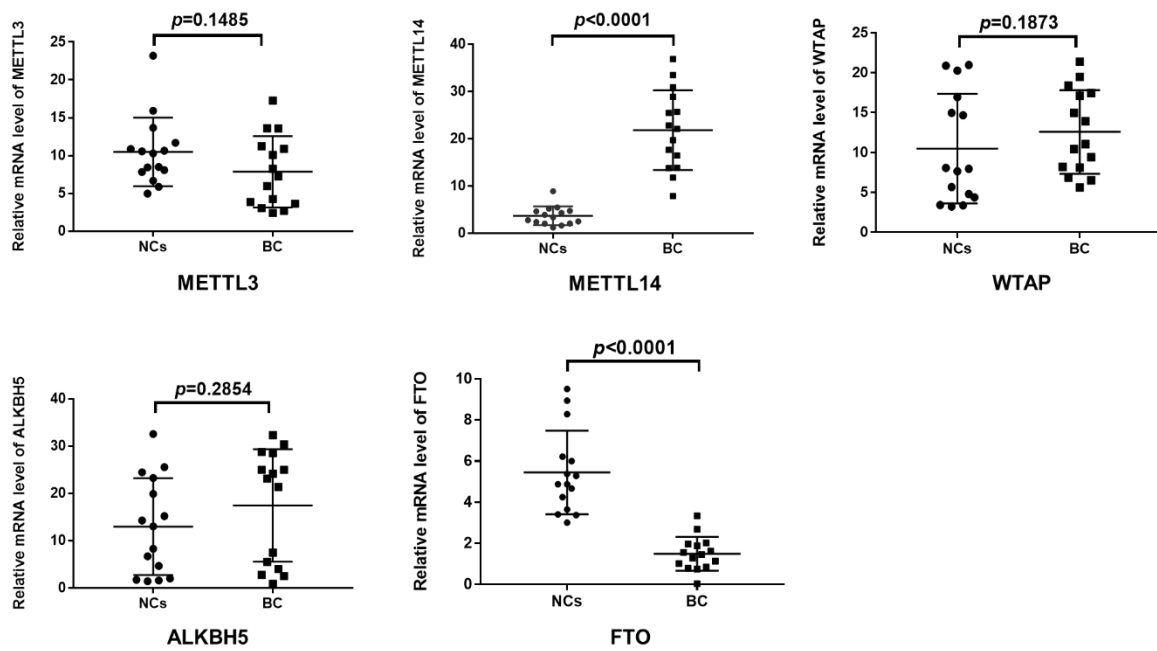 p=0.1485
Relative mRNA level of METTL3
25
20
15
10
5
0
NCs BC
METTL3
p<0.0001
Relative mRNA level of METTL14
40
30
20
10
0
NCs BC
METTL14
p=0.1873
Relative mRNA level of WTAP
25
20
15
10
5
0
NCs BC
WTAP
p=0.2854
Relative mRNA level of ALKBH5
40
30
20
10
0
NCs BC
ALKBH5
p<0.0001
Relative mRNA level of FTO
10
8
6
4
2
0
NCs BC
FTO